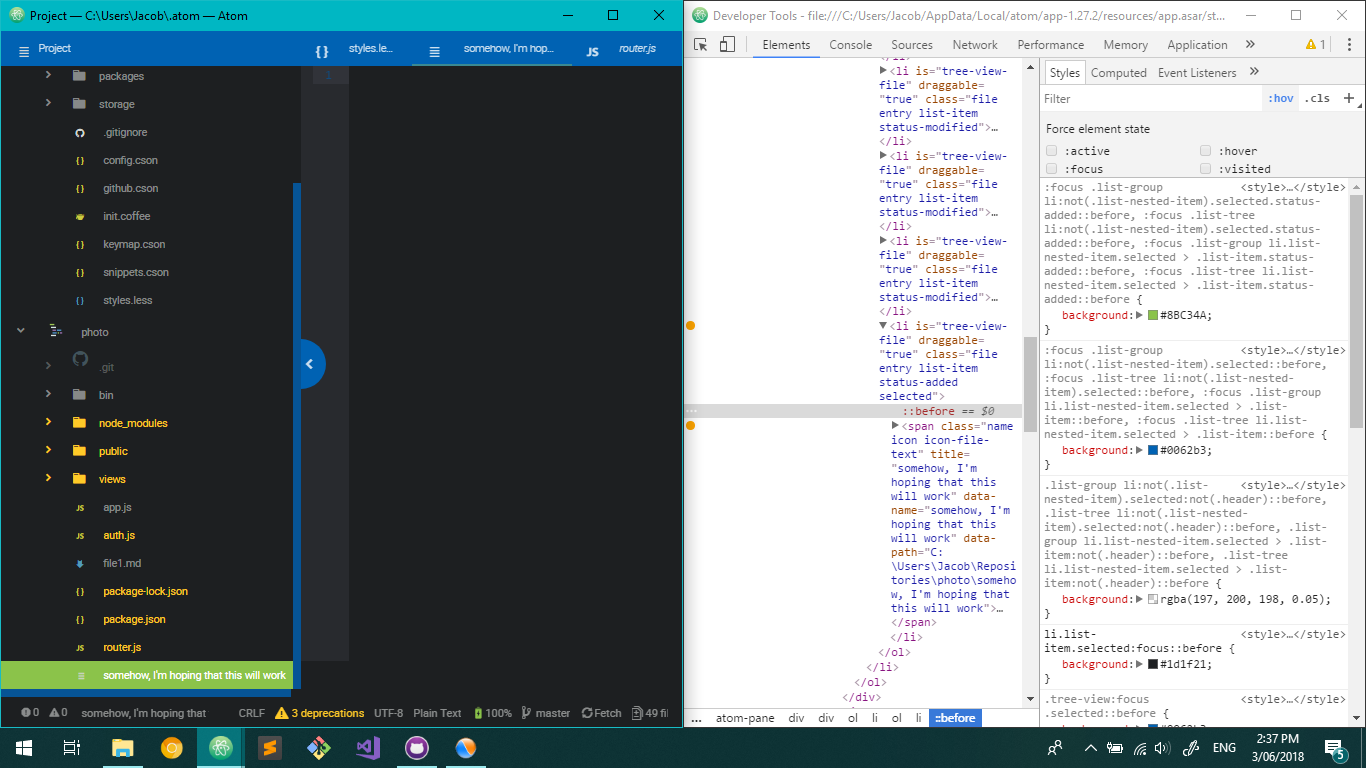 Project — C:\Users\Jacob\.atom — Atom
Project
styles.le...
somehow, I'm hop...
router.js
packages
storage
.gitignore
config.cson
github.cson
init.coffee
keymap.cson
snippets.cson
styles.less
photo
.git
bin
node_modules
public
views
app.js
auth.js
file1.md
package-lock.json
package.json
router.js
somehow, I'm hoping that this will work
1
0 0 somehow, I'm hoping that CRLF 3 deprecations UTF-8 Plain Text 100% master Fetch 49 fil
Developer Tools - file:///C:/Users/Jacob/AppData/Local/atom/app-1.27.2/resources/app.asar/st...
Elements Console Sources Network Performance Memory Application » 1
</li>
<li is="tree-view-
file" draggable=
"true" class="file
entry list-item
status-modified">…
</li>
<li is="tree-view-
file" draggable=
"true" class="file
entry list-item
status-modified">…
</li>
<li is="tree-view-
file" draggable=
"true" class="file
entry list-item
status-modified">…
</li>
<li is="tree-view-
file" draggable=
"true" class="file
entry list-item
status-added
selected">
::before == $0
<span class="name
icon icon-file-
text" title=
"somehow, I'm
hoping that this
will work" data-
name="somehow, I'm
hoping that this
will work" data-
path="C:
\Users\Jacob\Reposi
tories\photo\someho
w, I'm hoping that
this will work">…
</span>
</li>
</ol>
</li>
</ol>
</div>
... atom-pane div div ol li ol li ::before
Styles Computed Event Listeners »
Filter :hov .cls +
Force element state
:active :hover
:focus :visited
:focus .list-group <style>…</style>
li:not(.list-nested-item).selected.status-
added::before, :focus .list-tree
li:not(.list-nested-item).selected.status-
added::before, :focus .list-group li.list-
nested-item.selected > .list-item.status-
added::before, :focus .list-tree li.list-
nested-item.selected > .list-item.status-
added::before {
background: #8BC34A;
}
:focus .list-group <style>…</style>
li:not(.list-nested-item).selected::before,
:focus .list-tree li:not(.list-nested-
item).selected::before, :focus .list-group
li.list-nested-item.selected > .list-
item::before, :focus .list-tree li.list-
nested-item.selected > .list-item::before {
background: #0062b3;
}
.list-group li:not(.list- <style>…</style>
nested-item).selected:not(.header)::before,
.list-tree li:not(.list-nested-
item).selected:not(.header)::before, .list-
group li.list-nested-item.selected > .list-
item:not(.header)::before, .list-tree
li.list-nested-item.selected > .list-
item:not(.header)::before {
background: rgba(197, 200, 198, 0.05);
}
li.list- <style>…</style>
item.selected:focus::before {
background: #1d1f21;
}
.tree-view:focus <style>…</style>
.selected::before {
background: #0062b3;
ENG
2:37 PM
3/06/2018
5